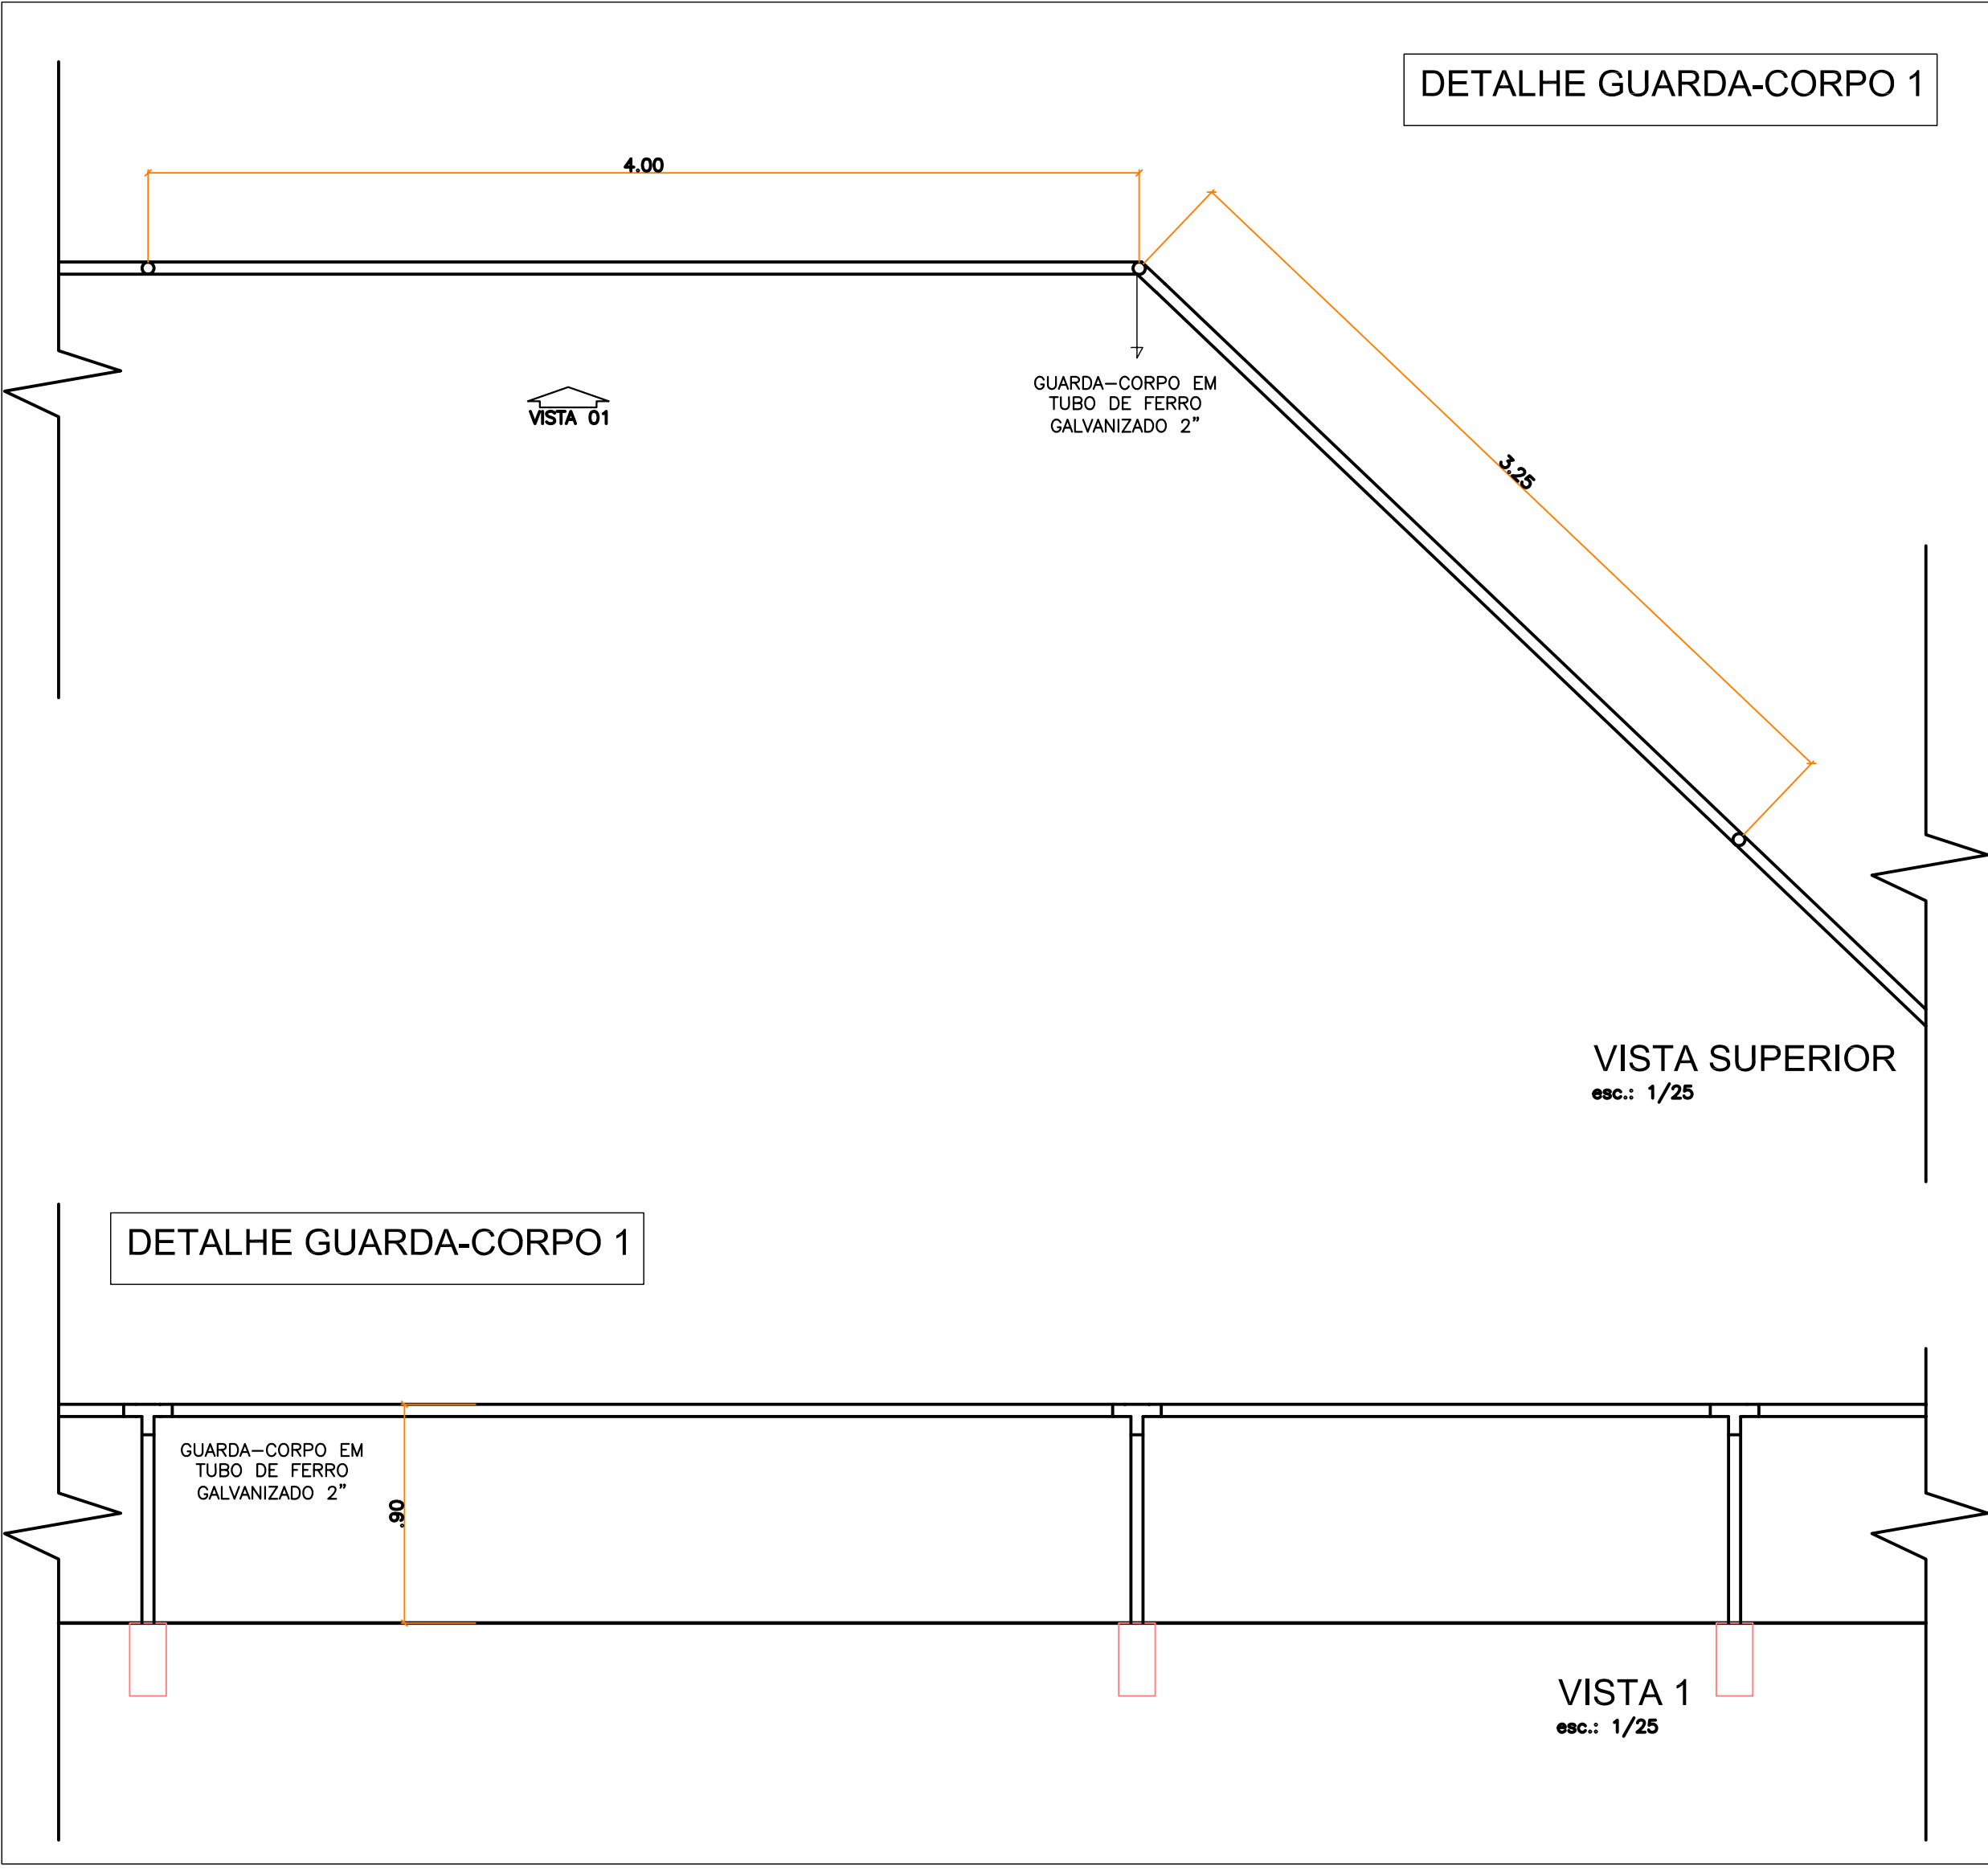 DETALHE GUARDA-CORPO 1
4.00
GUARDA-CORPO EM
TUBO DE FERRO
GALVANIZADO 2"
VISTA 01
3.25
VISTA SUPERIOR
esc.: 1/25
DETALHE GUARDA-CORPO 1
GUARDA-CORPO EM
TUBO DE FERRO
GALVANIZADO 2"
.90
VISTA 1
esc.: 1/25